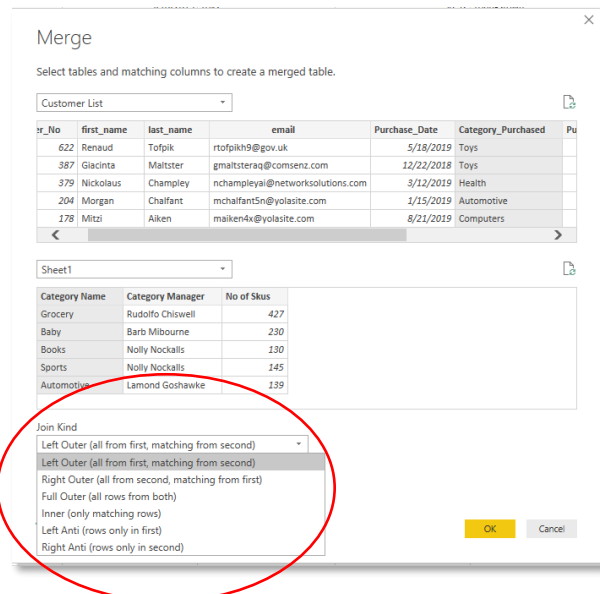 Merge
Select tables and matching columns to create a merged table.
Customer List
er_No first_name last_name email Purchase_Date Category_Purchased Pu
622 Renaud Tofpik rtofpikh9@gov.uk 5/18/2019 Toys
387 Giacinta Maltster gmaltsteraq@comsenz.com 12/22/2018 Toys
379 Nickolaus Champley nchampleyai@networksolutions.com 3/12/2019 Health
204 Morgan Chalfant mchalfant5n@yolasite.com 1/15/2019 Automotive
178 Mitzi Aiken maiken4x@yolasite.com 8/21/2019 Computers
Sheet1
Category Name Category Manager No of Skus
Grocery Rudolfo Chiswell 427
Baby Barb Mibourne 230
Books Nolly Nockalls 130
Sports Nolly Nockalls 145
Automotive Lamond Goshawke 139
Join Kind
Left Outer (all from first, matching from second)
Left Outer (all from first, matching from second)
Right Outer (all from second, matching from first)
Full Outer (all rows from both)
Inner (only matching rows)
Left Anti (rows only in first)
Right Anti (rows only in second)
OK Cancel